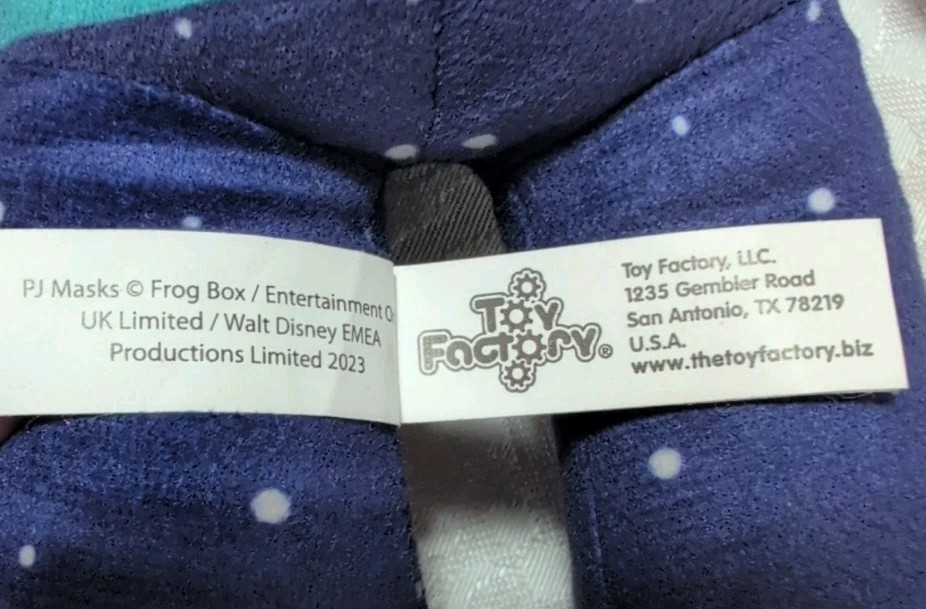 PJ Masks © Frog Box / Entertainment O
UK Limited / Walt Disney EMEA
Productions Limited 2023
Toy
Factory®
Toy Factory, LLC.
1235 Gembler Road
San Antonio, TX 78219
U.S.A.
www.thetoyfactory.biz